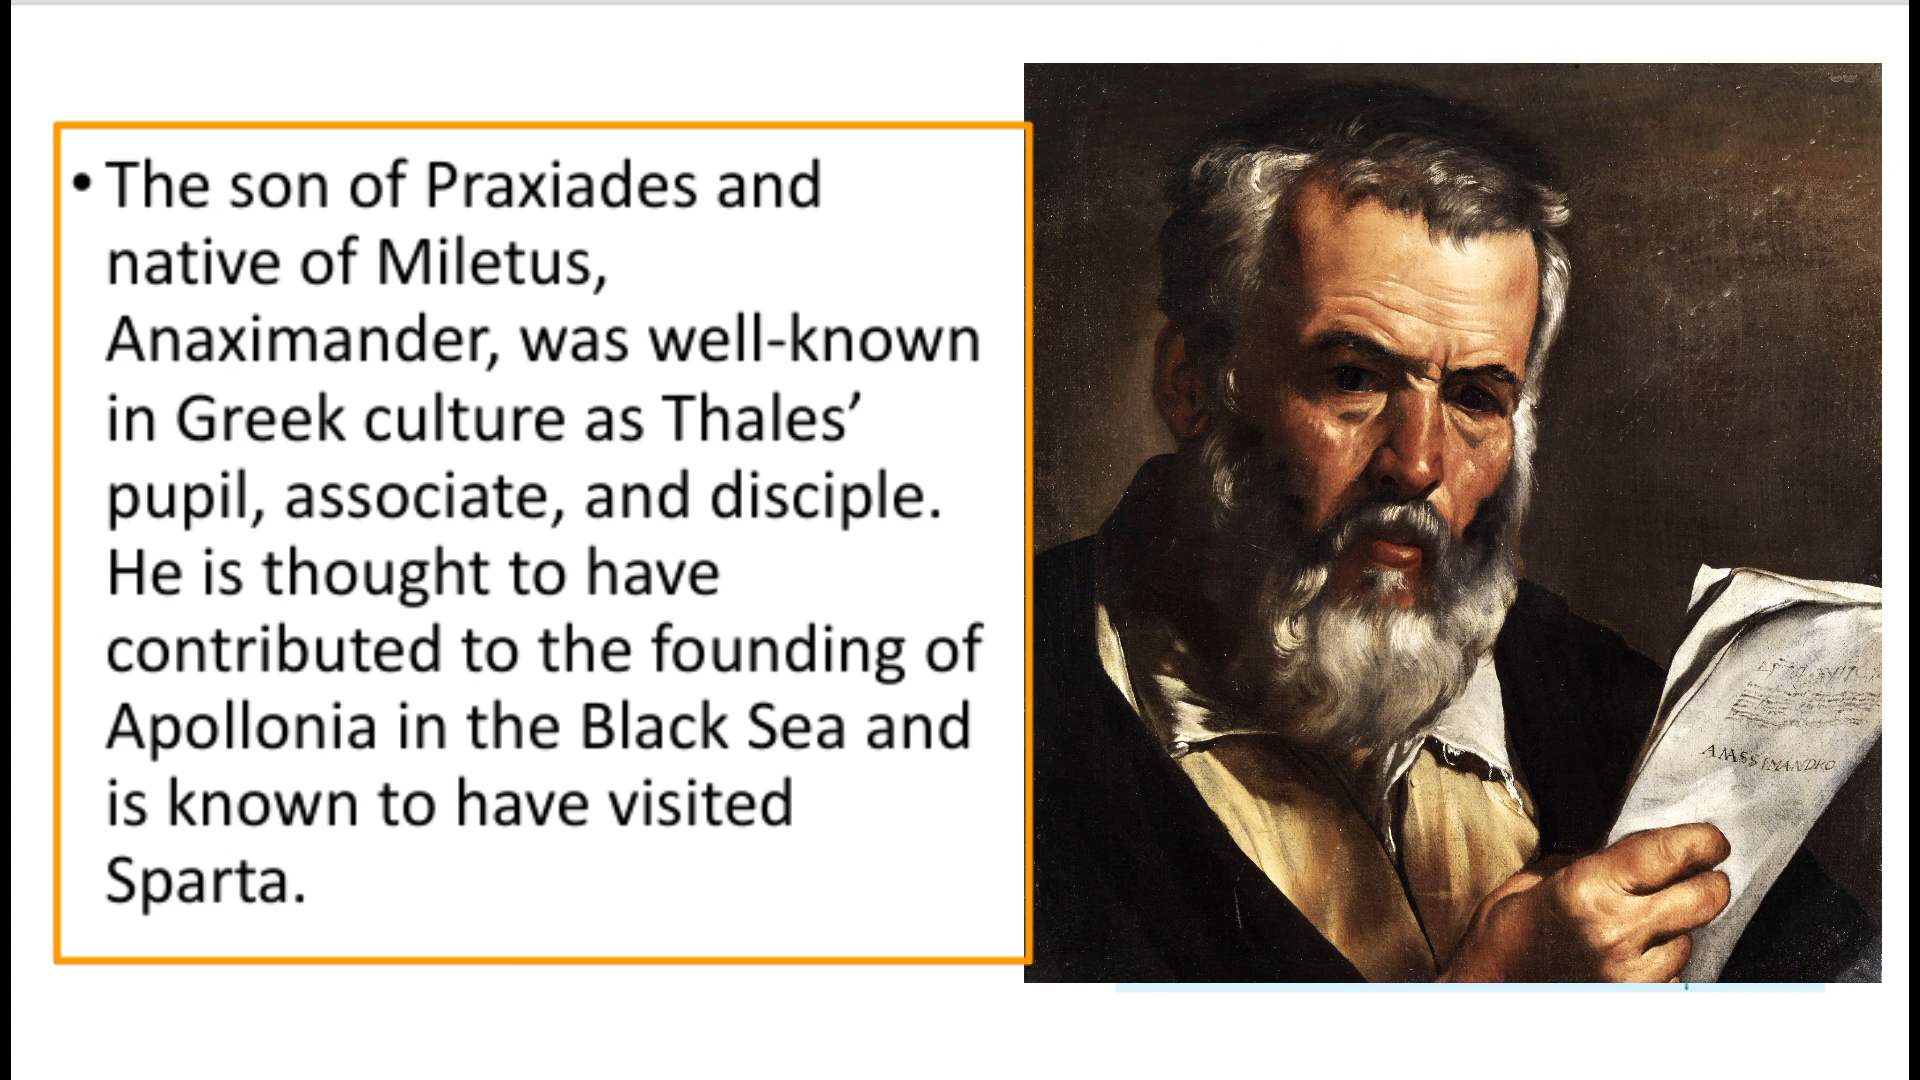 • The son of Praxiades and
native of Miletus,
Anaximander, was well-known
in Greek culture as Thales’
pupil, associate, and disciple.
He is thought to have
contributed to the founding of
Apollonia in the Black Sea and
is known to have visited
Sparta.